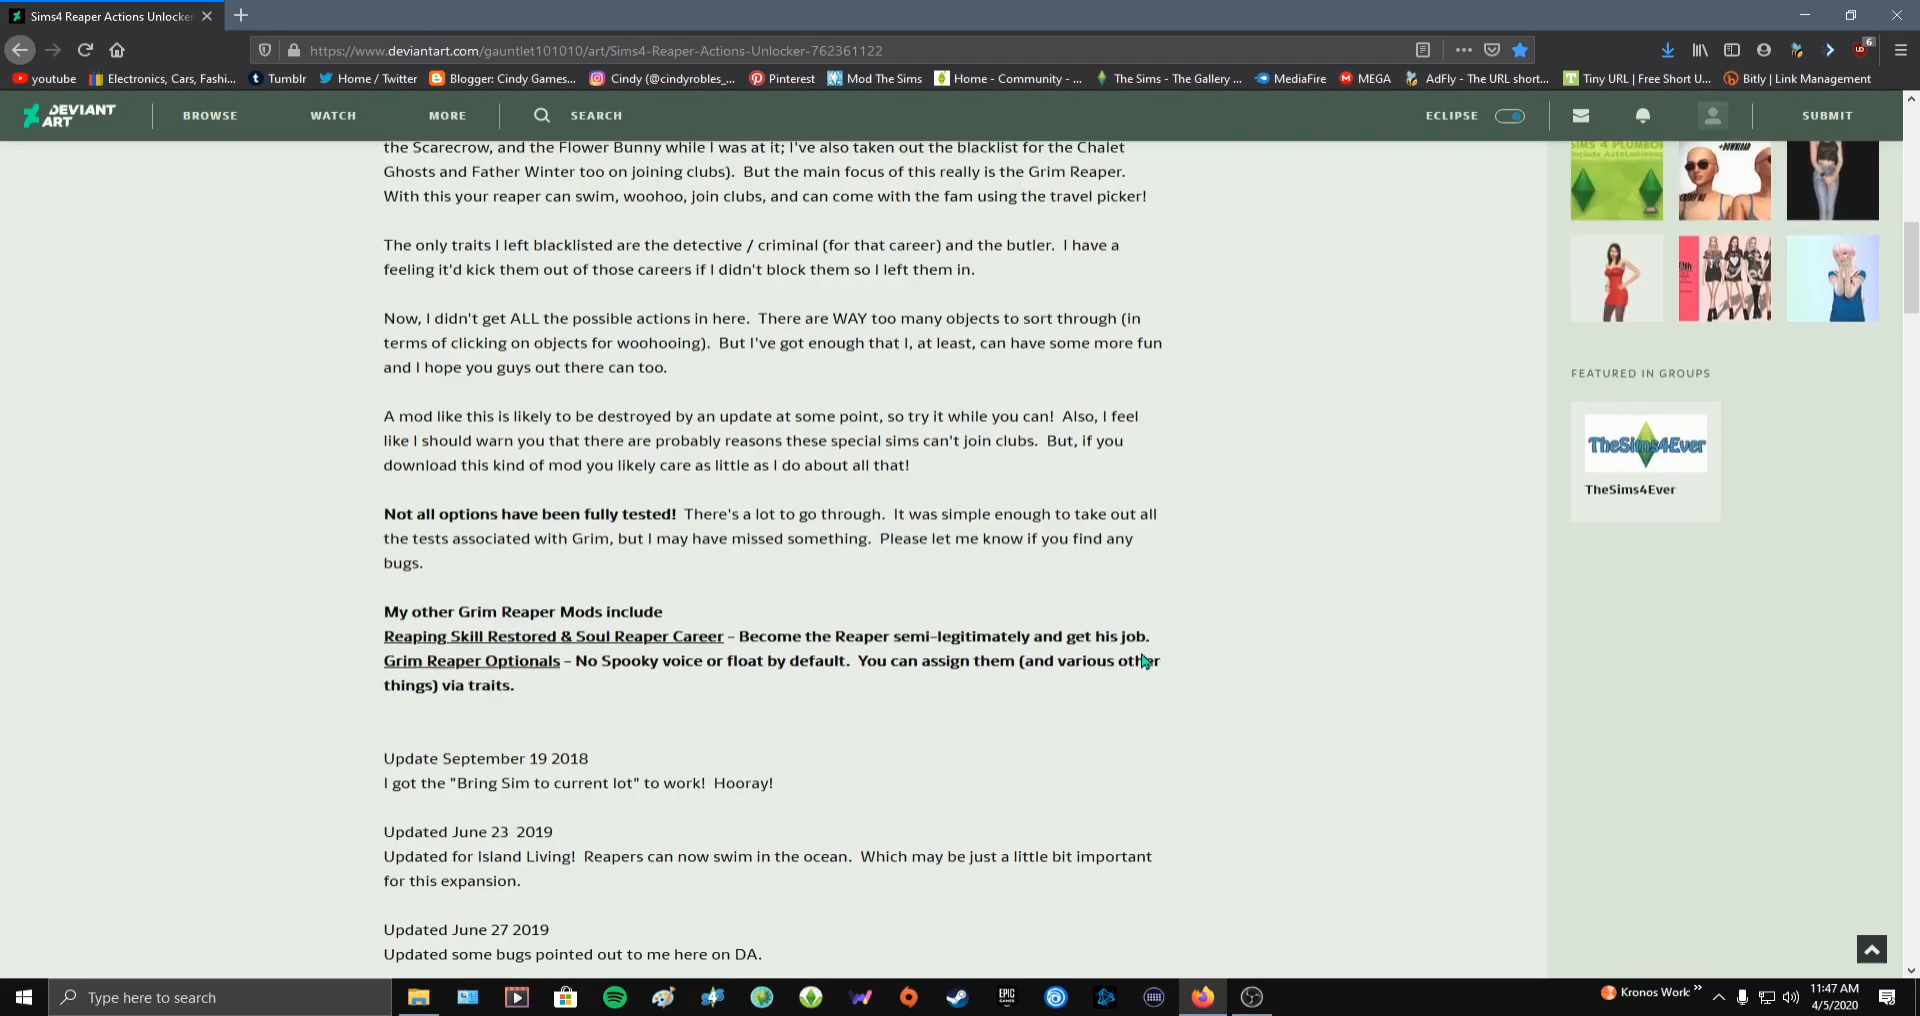 Sims4 Reaper Actions Unlocker
https://www.deviantart.com/gauntlet101010/art/Sims4-Reaper-Actions-Unlocker-762361122
6
youtube
Electronics, Cars, Fashi...
Tumblr
Home / Twitter
Blogger: Cindy Games...
Cindy (@cindyrobles_...
Pinterest
Mod The Sims
Home - Community - ...
The Sims - The Gallery ...
MediaFire
MEGA
AdFly - The URL short...
Tiny URL | Free Short U...
Bitly | Link Management
DEVIANT ART
BROWSE
WATCH
MORE
SEARCH
ECLIPSE
SUBMIT
the Scarecrow, and the Flower Bunny while I was at it; I've also taken out the blacklist for the Chalet
Ghosts and Father Winter too on joining clubs). But the main focus of this really is the Grim Reaper.
With this your reaper can swim, woohoo, join clubs, and can come with the fam using the travel picker!
The only traits I left blacklisted are the detective / criminal (for that career) and the butler. I have a
feeling it'd kick them out of those careers if I didn't block them so I left them in.
Now, I didn't get ALL the possible actions in here. There are WAY too many objects to sort through (in
terms of clicking on objects for woohooing). But I've got enough that I, at least, can have some more fun
and I hope you guys out there can too.
A mod like this is likely to be destroyed by an update at some point, so try it while you can! Also, I feel
like I should warn you that there are probably reasons these special sims can't join clubs. But, if you
download this kind of mod you likely care as little as I do about all that!
Not all options have been fully tested! There's a lot to go through. It was simple enough to take out all
the tests associated with Grim, but I may have missed something. Please let me know if you find any
bugs.
My other Grim Reaper Mods include
Reaping Skill Restored & Soul Reaper Career - Become the Reaper semi-legitimately and get his job.
Grim Reaper Optionals - No Spooky voice or float by default. You can assign them (and various other
things) via traits.
Update September 19 2018
I got the "Bring Sim to current lot" to work! Hooray!
Updated June 23 2019
Updated for Island Living! Reapers can now swim in the ocean. Which may be just a little bit important
for this expansion.
Updated June 27 2019
Updated some bugs pointed out to me here on DA.
SIMS 4 PLUMBOB
+DOWNLOAD
FEATURED IN GROUPS
TheSims4Ever
TheSims4Ever
Type here to search
EPIC GAMES
Kronos Work
11:47 AM
4/5/2020